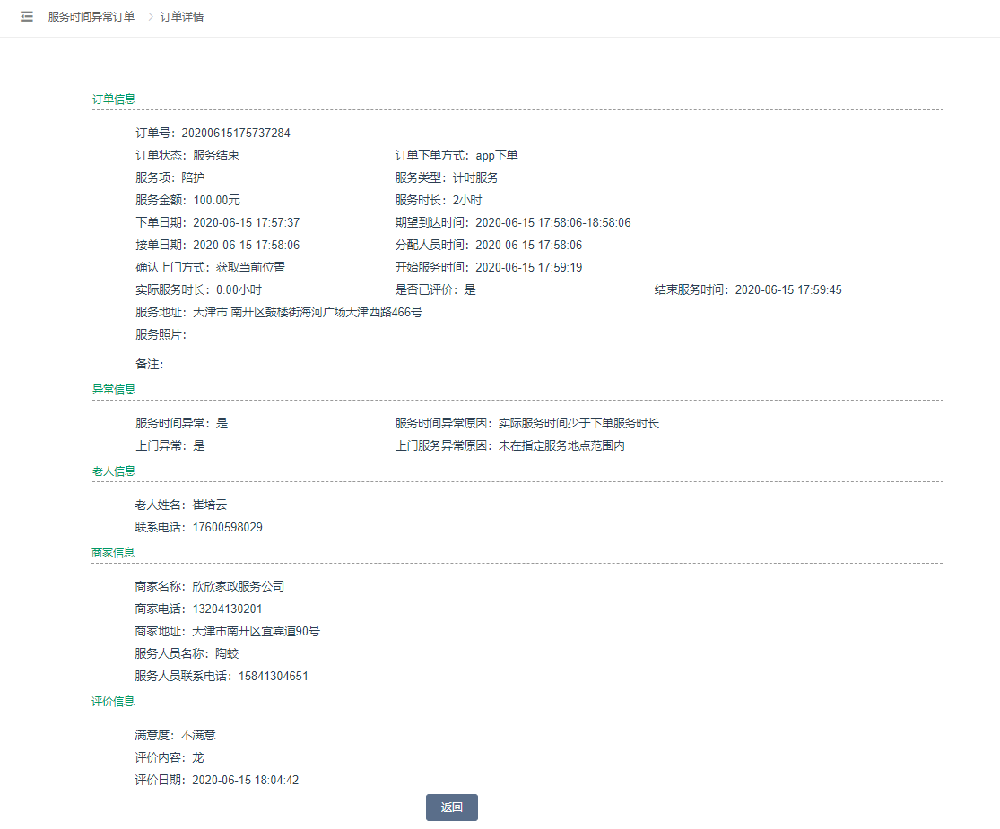 服务时间异常订单 > 订单详情
订单信息
订单号：20200615175737284
订单状态：服务结束 订单下单方式：app下单
服务项：陪护 服务类型：计时服务
服务金额：100.00元 服务时长：2小时
下单日期：2020-06-15 17:57:37 期望到达时间：2020-06-15 17:58:06-18:58:06
接单日期：2020-06-15 17:58:06 分配人员时间：2020-06-15 17:58:06
确认上门方式：获取当前位置 开始服务时间：2020-06-15 17:59:19
实际服务时长：0.00小时 是否已评价：是 结束服务时间：2020-06-15 17:59:45
服务地址：天津市 南开区鼓楼街海河广场天津西路466号
服务照片：
备注：
异常信息
服务时间异常：是 服务时间异常原因：实际服务时间少于下单服务时长
上门异常：是 上门服务异常原因：未在指定服务地点范围内
老人信息
老人姓名：崔培云
联系电话：17600598029
商家信息
商家名称：欣欣家政服务公司
商家电话：13204130201
商家地址：天津市南开区宜宾道90号
服务人员名称：陶蛟
服务人员联系电话：15841304651
评价信息
满意度：不满意
评价内容：龙
评价日期：2020-06-15 18:04:42
返回